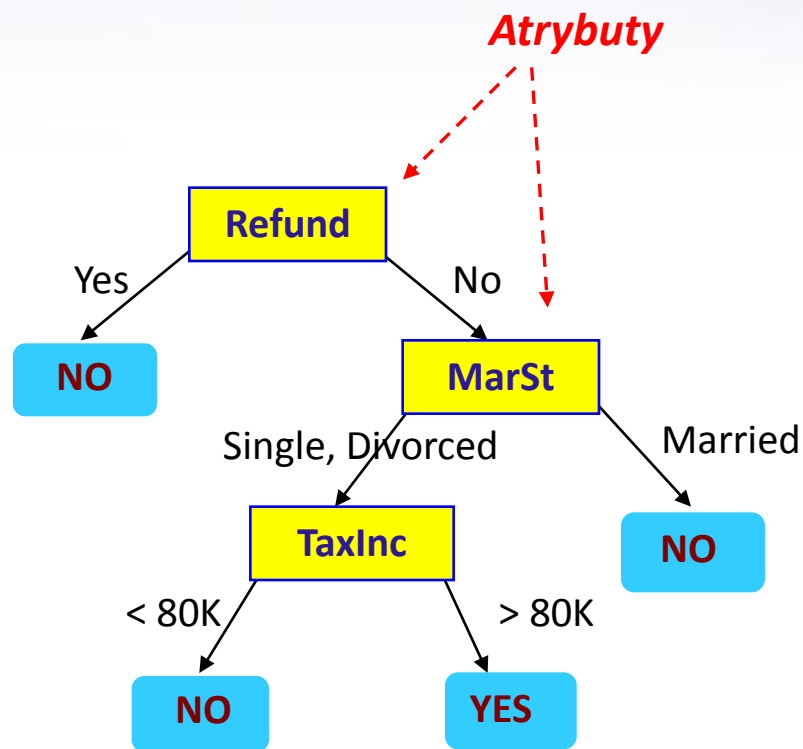 Atrybuty
Refund
Yes
No
NO
MarSt
Single, Divorced
Married
TaxInc
NO
< 80K
> 80K
NO
YES